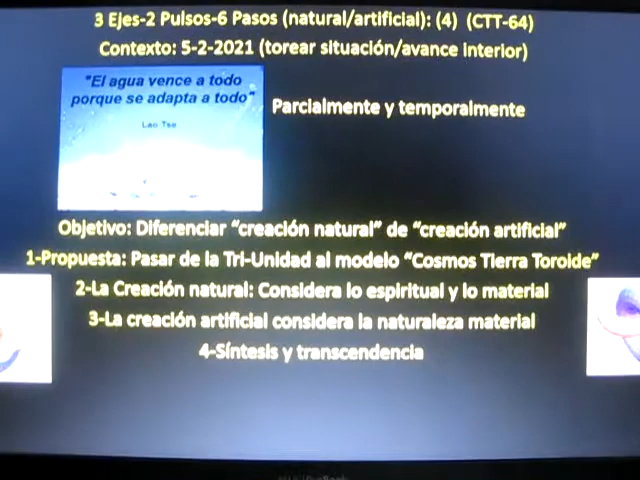 3 Ejes-2 Pulsos-6 Pasos (natural/artificial): (4) (CTT-64)
Contexto: 5-2-2021 (torear situación/avance interior)
"El agua vence a todo
porque se adapta a todo"
Lao Tse
Parcialmente y temporalmente
Objetivo: Diferenciar "creación natural" de "creación artificial"
1-Propuesta: Pasar de la Tri-Unidad al modelo "Cosmos Tierra Toroide"
2-La Creación natural: Considera lo espiritual y lo material
3-La creación artificial considera la naturaleza material
4-Síntesis y transcendencia